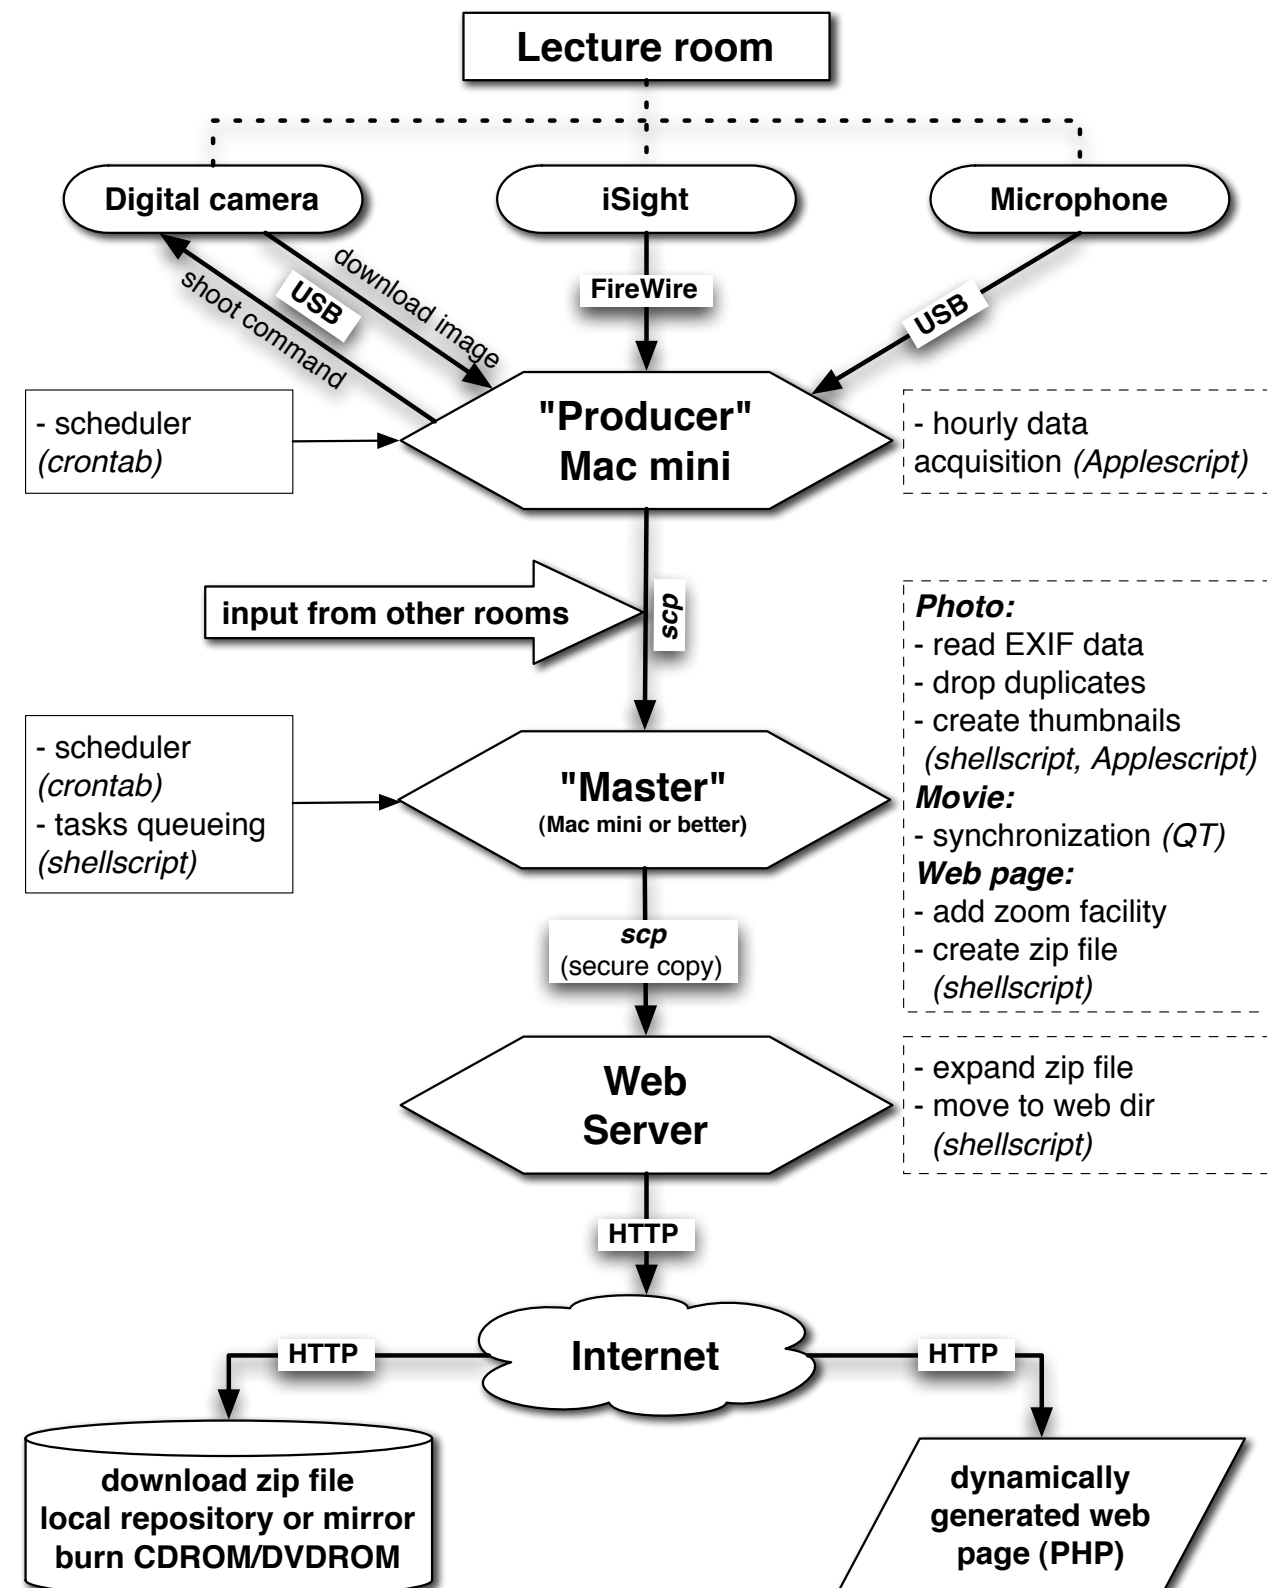 Lecture room
Digital camera
iSight
Microphone
download image
USB
shoot command
FireWire
USB
- scheduler
(crontab)
"Producer"
Mac mini
- hourly data
acquisition (Applescript)
input from other rooms
scp
Photo:
- read EXIF data
- drop duplicates
- create thumbnails
(shellscript, Applescript)
Movie:
- synchronization (QT)
Web page:
- add zoom facility
- create zip file
(shellscript)
- scheduler
(crontab)
- tasks queueing
(shellscript)
"Master"
(Mac mini or better)
scp
(secure copy)
Web
Server
- expand zip file
- move to web dir
(shellscript)
HTTP
Internet
HTTP
HTTP
download zip file
local repository or mirror
burn CDROM/DVDROM
dynamically
generated web
page (PHP)